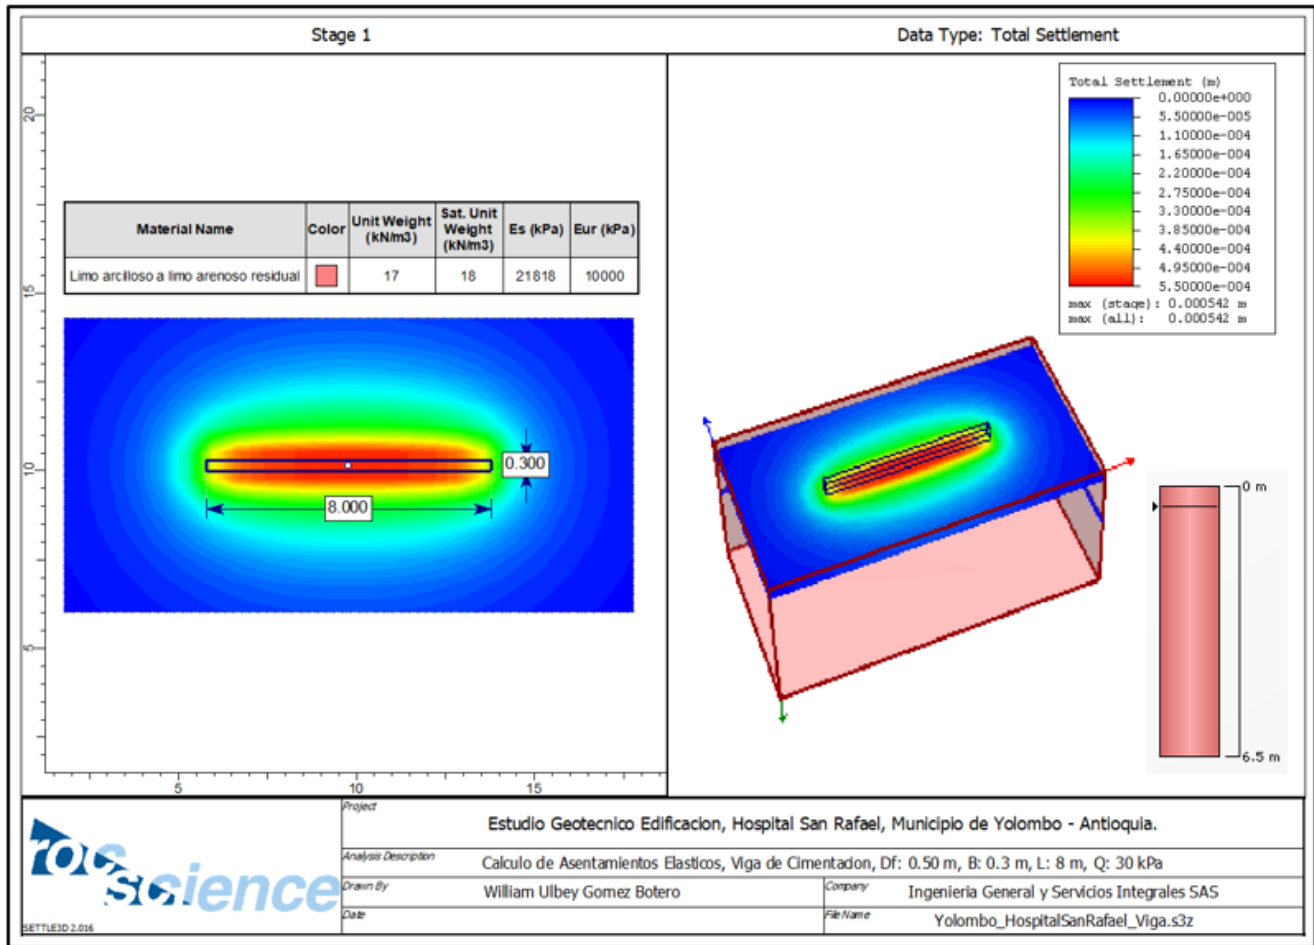 Stage 1
Data Type: Total Settlement
Total Settlement (m)
0.00000e+000
5.50000e-005
1.10000e-004
1.65000e-004
2.20000e-004
2.75000e-004
3.30000e-004
3.85000e-004
4.40000e-004
4.95000e-004
5.50000e-004
max (stage): 0.000542 m
max (all): 0.000542 m
Material Name Color Unit Weight (kN/m3) Sat. Unit Weight (kN/m3) Es (kPa) Eur (kPa)
Limo arcilloso a limo arenoso residual 17 18 21818 10000
20
15
10
5
0.300
8.000
5 10 15
0 m
6.5 m
rocscience
SETTLE3D 2.016
Project
Estudio Geotecnico Edificacion, Hospital San Rafael, Municipio de Yolombo - Antioquia.
Analysis Description
Calculo de Asentamientos Elasticos, Viga de Cimentacion, Df: 0.50 m, B: 0.3 m, L: 8 m, Q: 30 kPa
Drawn By
William Ulbey Gomez Botero
Company
Ingenieria General y Servicios Integrales SAS
Date
File Name
Yolombo_HospitalSanRafael_Viga.s3z